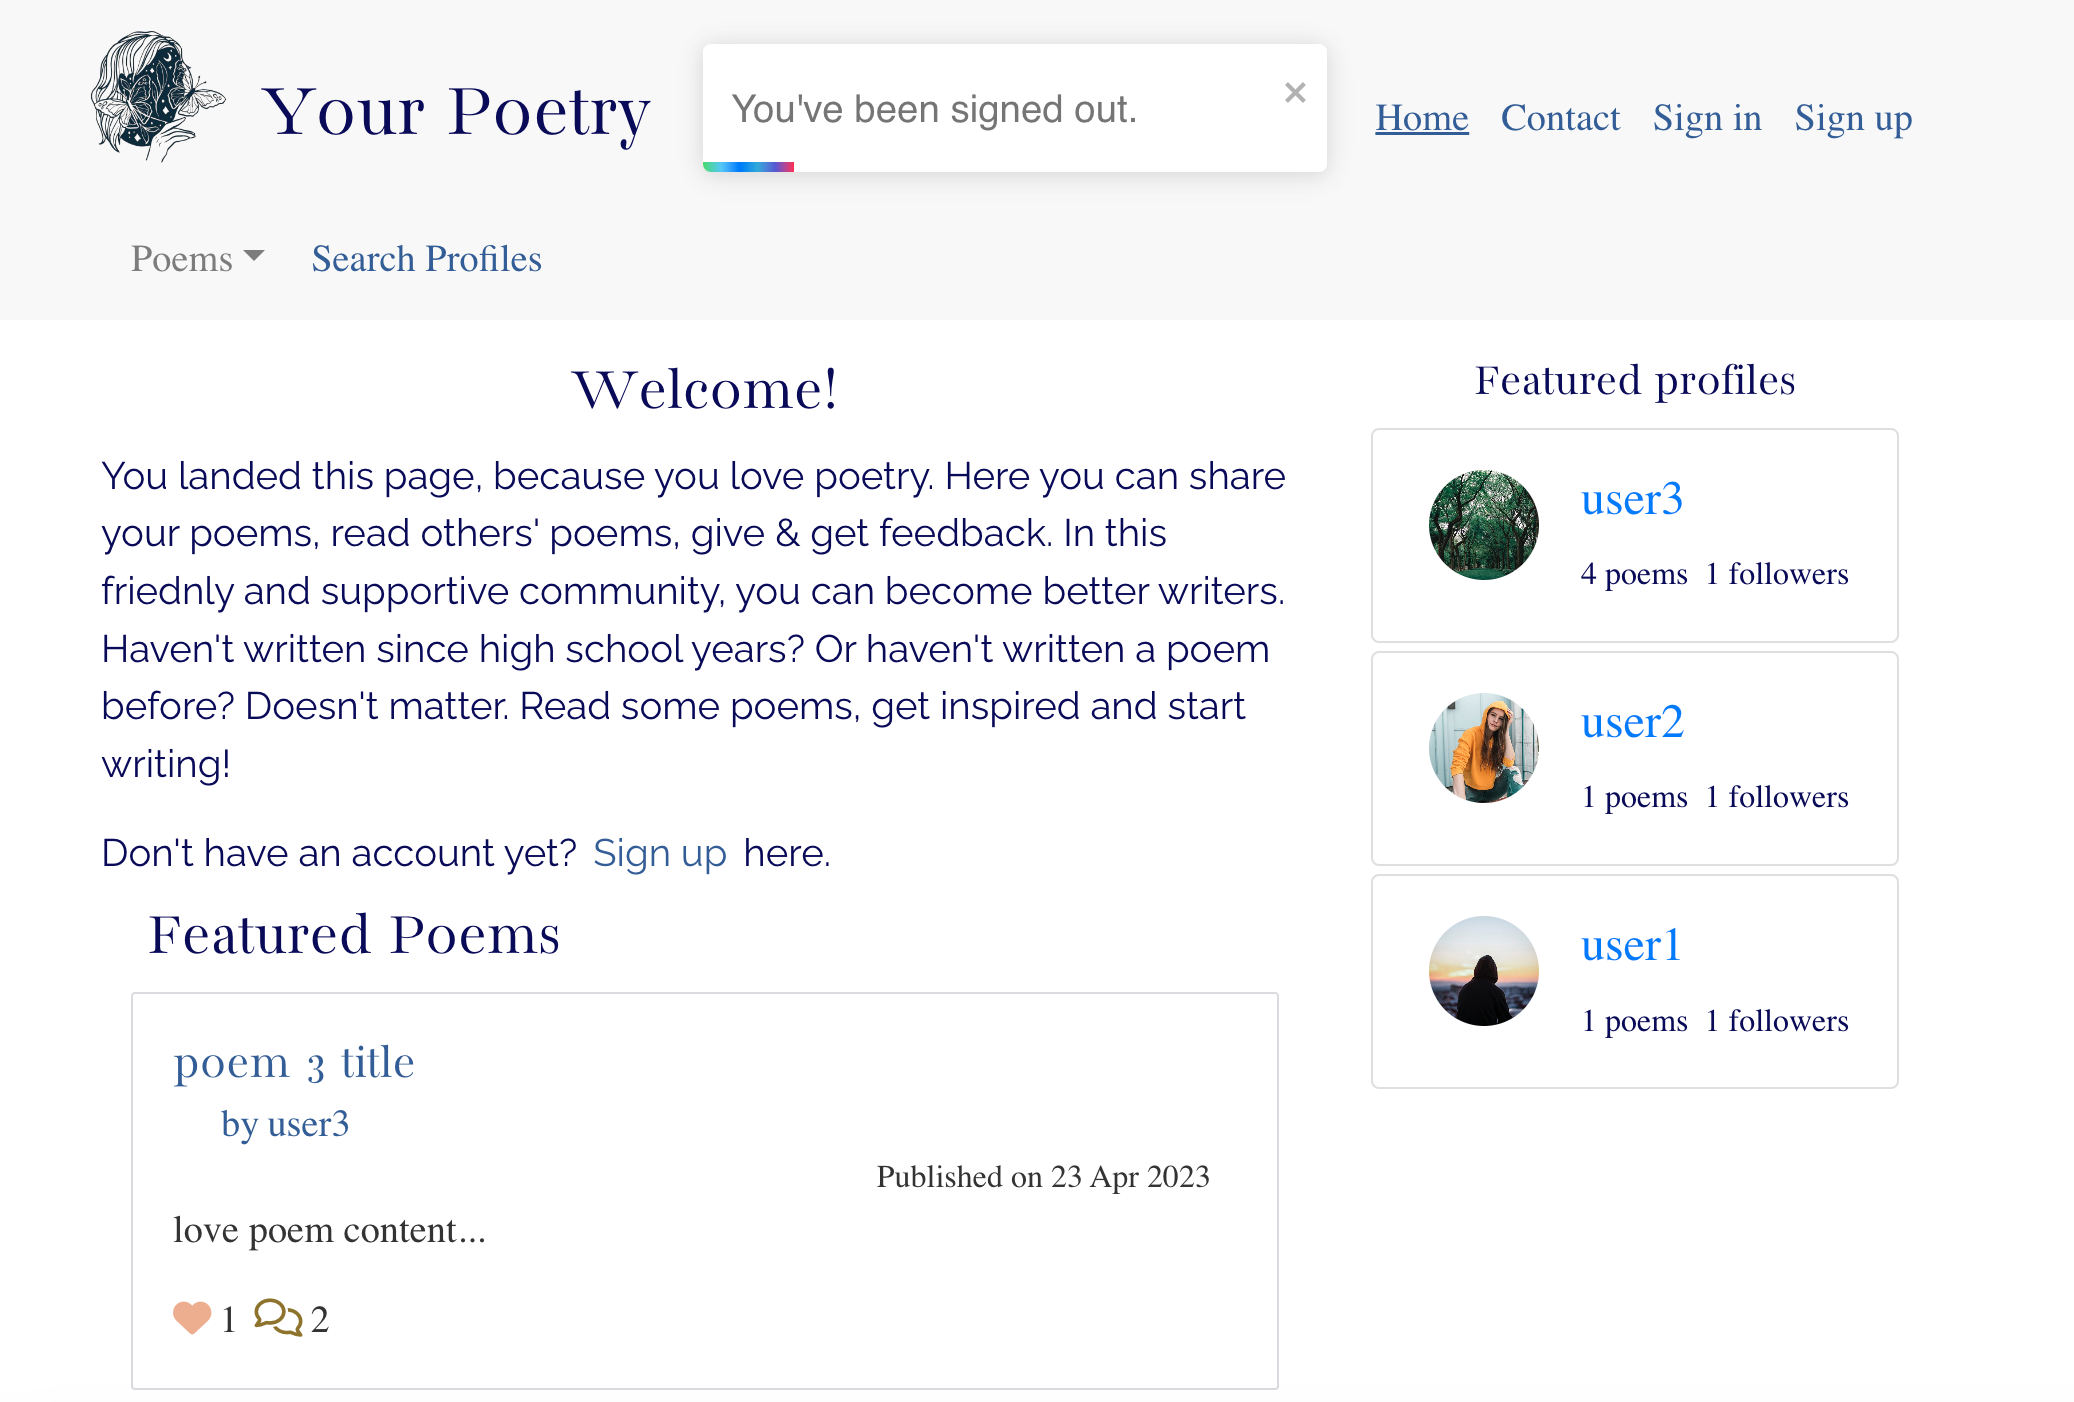 Your Poetry
You've been signed out.
×
Home Contact Sign in Sign up
Poems Search Profiles
Welcome!
You landed this page, because you love poetry. Here you can share
your poems, read others' poems, give & get feedback. In this
friednly and supportive community, you can become better writers.
Haven't written since high school years? Or haven't written a poem
before? Doesn't matter. Read some poems, get inspired and start
writing!
Don't have an account yet? Sign up here.
Featured Poems
poem 3 title
by user3
Published on 23 Apr 2023
love poem content...
1 2
Featured profiles
user3
4 poems 1 followers
user2
1 poems 1 followers
user1
1 poems 1 followers